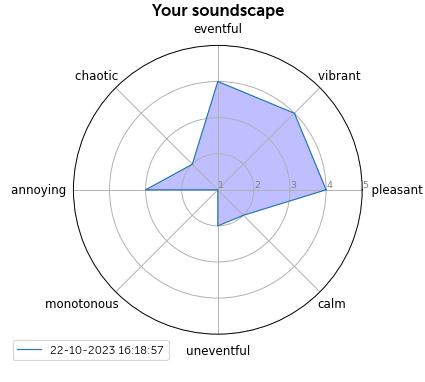 Your soundscape
eventful
chaotic
vibrant
annoying
1 2 3 4 5
pleasant
monotonous
calm
22-10-2023 16:18:57
uneventful